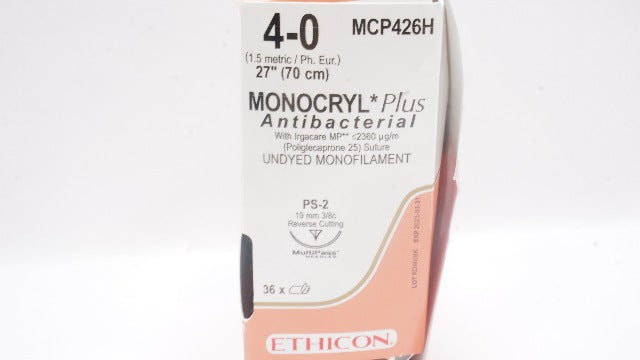 4-0
MCP426H
(1.5 metric / Ph. Eur.)
27" (70 cm)
MONOCRYL* Plus
Antibacterial
With Irgacare MP** ≤2360 µg/m
(Poliglecaprone 25) Suture
UNDYED MONOFILAMENT
PS-2
19 mm 3/8c
Reverse Cutting
MultiPass*
NEEDLES
36 x
ETHICON